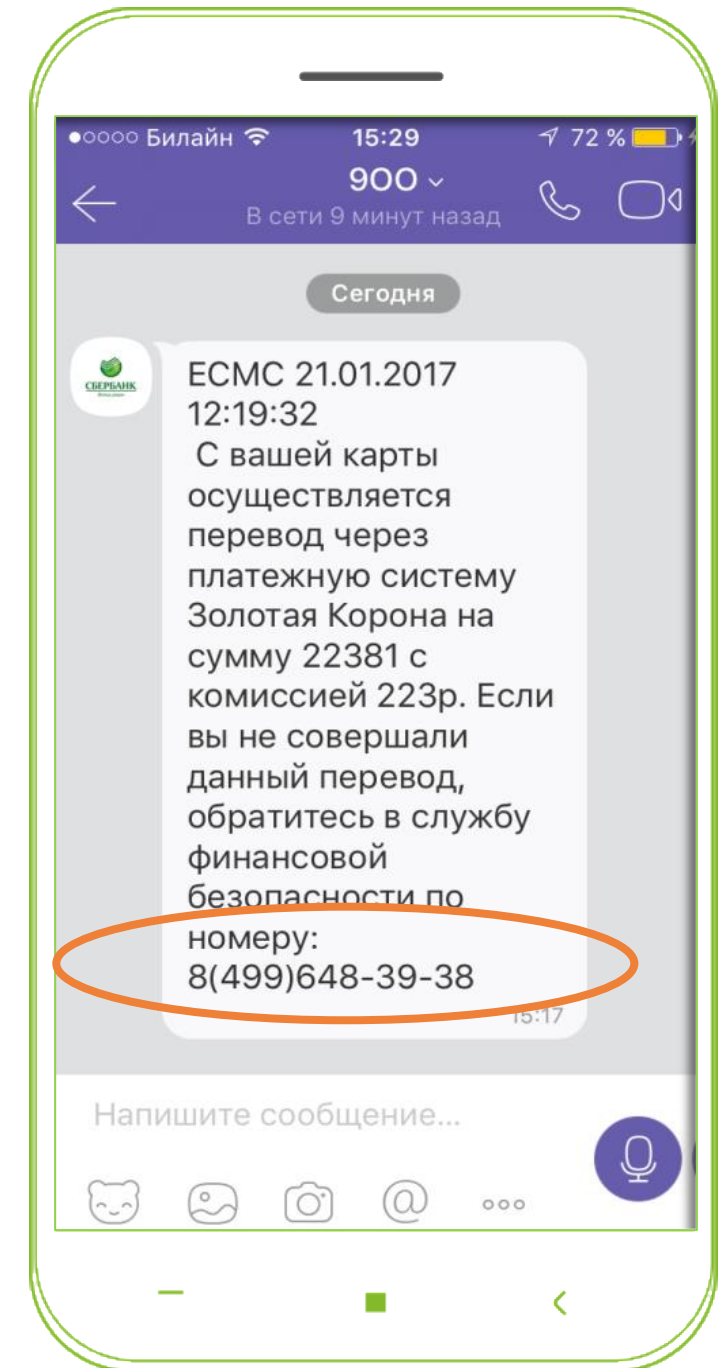 Билайн 15:29 72 %
9OO
В сети 9 минут назад
Сегодня
СБЕРБАНК
ЕСМС 21.01.2017
12:19:32
С вашей карты
осуществляется
перевод через
платежную систему
Золотая Корона на
сумму 22381 с
комиссией 223р. Если
вы не совершали
данный перевод,
обратитесь в службу
финансовой
безопасности по
номеру:
8(499)648-39-38
15:17
Напишите сообщение...